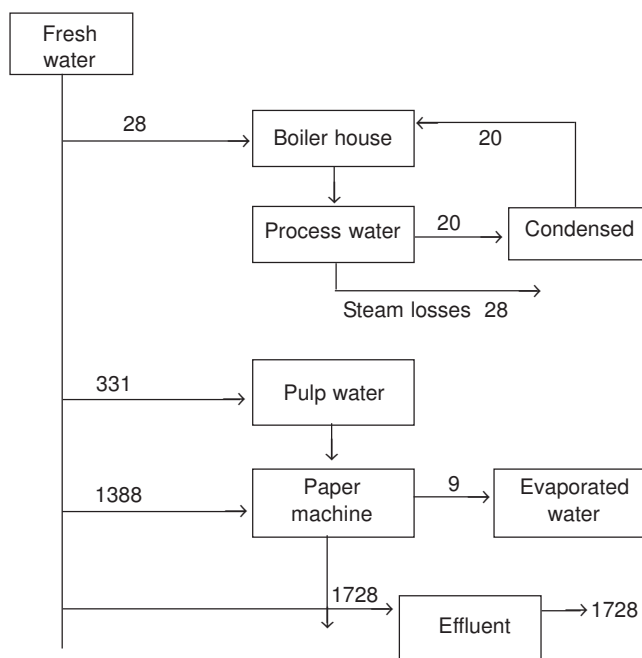 Fresh
water
28
Boiler house
20
Process water
20
Condensed
Steam losses 28
331
Pulp water
1388
Paper
machine
9
Evaporated
water
1728
Effluent
1728